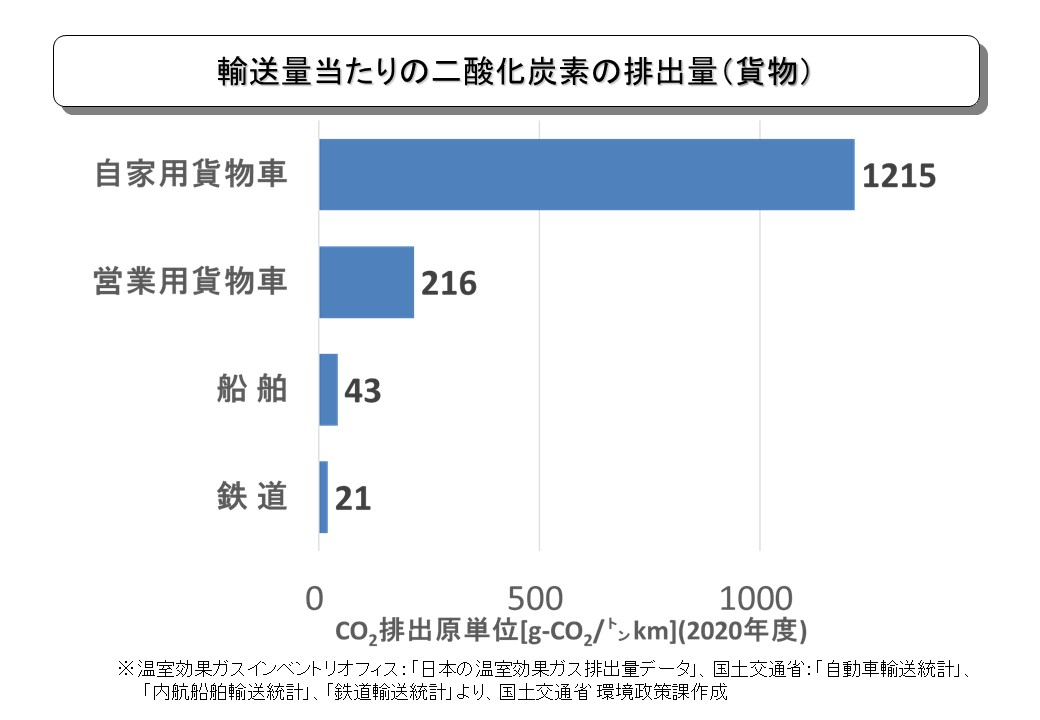 輸送量当たりの二酸化炭素の排出量（貨物）
自家用貨物車 1215
営業用貨物車 216
船舶 43
鉄道 21
0 500 1000
CO₂排出原単位[g-CO₂/㌧km](2020年度)
※温室効果ガスインベントリオフィス：「日本の温室効果ガス排出量データ」、国土交通省：「自動車輸送統計」、
「内航船舶輸送統計」、「鉄道輸送統計」より、国土交通省 環境政策課作成